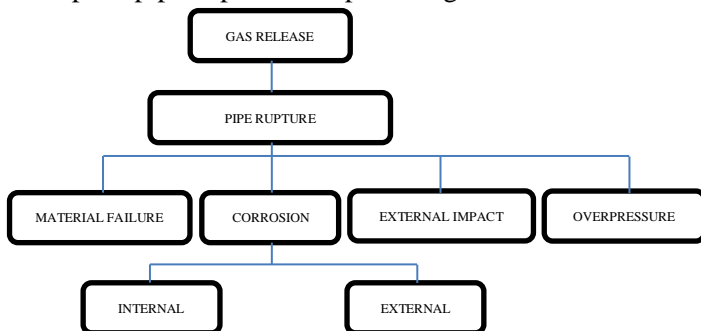 GAS RELEASE
PIPE RUPTURE
MATERIAL FAILURE
CORROSION
EXTERNAL IMPACT
OVERPRESSURE
INTERNAL
EXTERNAL